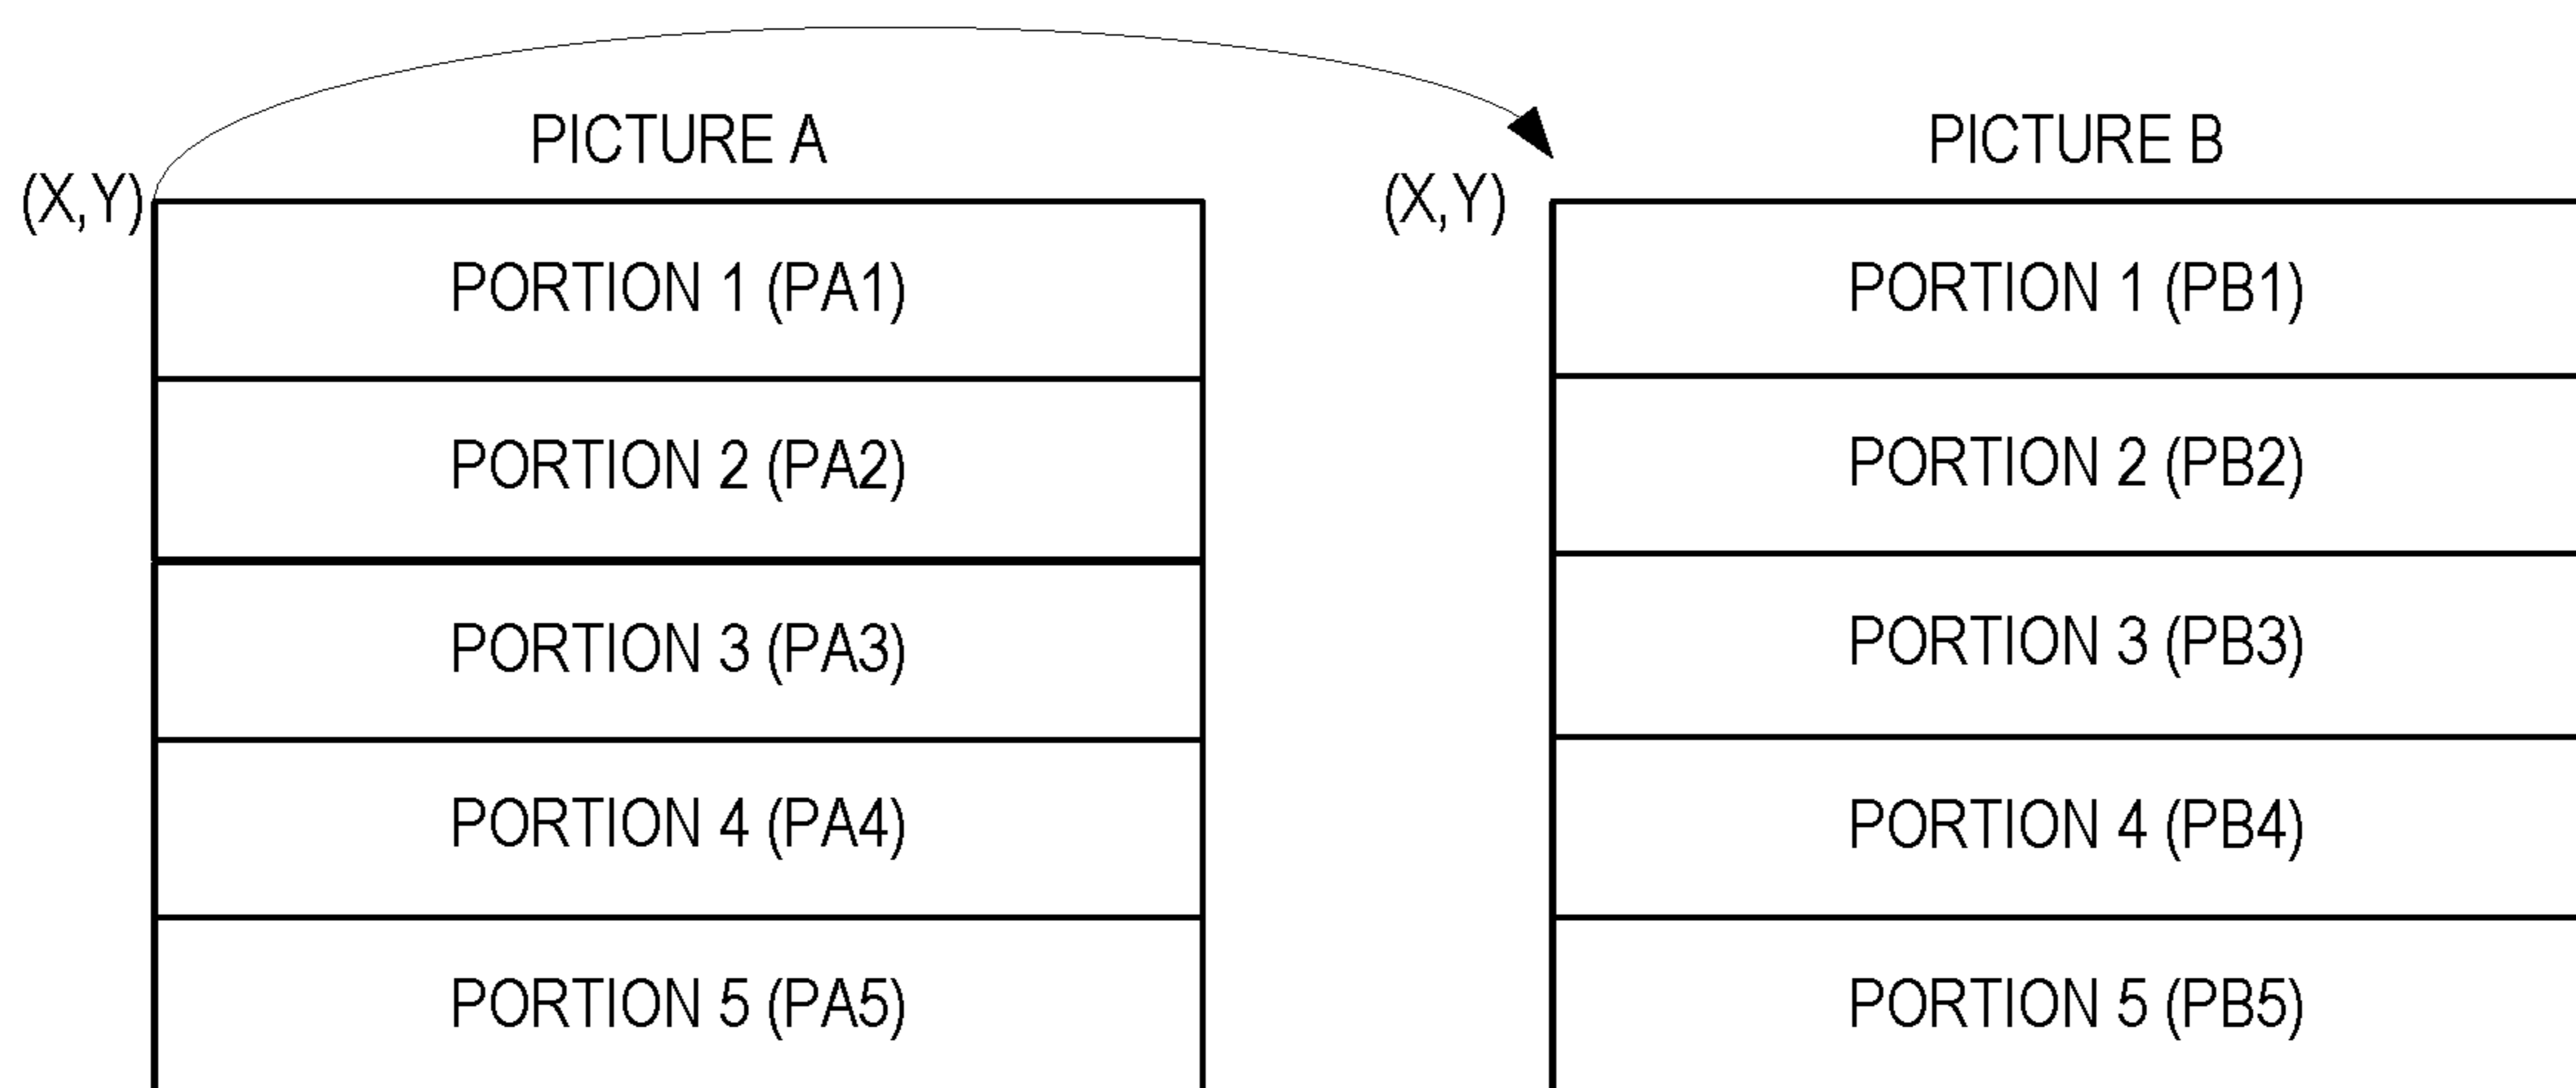 PICTURE A
(X,Y)
PORTION 1 (PA1)
PORTION 2 (PA2)
PORTION 3 (PA3)
PORTION 4 (PA4)
PORTION 5 (PA5)
PICTURE B
(X,Y)
PORTION 1 (PB1)
PORTION 2 (PB2)
PORTION 3 (PB3)
PORTION 4 (PB4)
PORTION 5 (PB5)